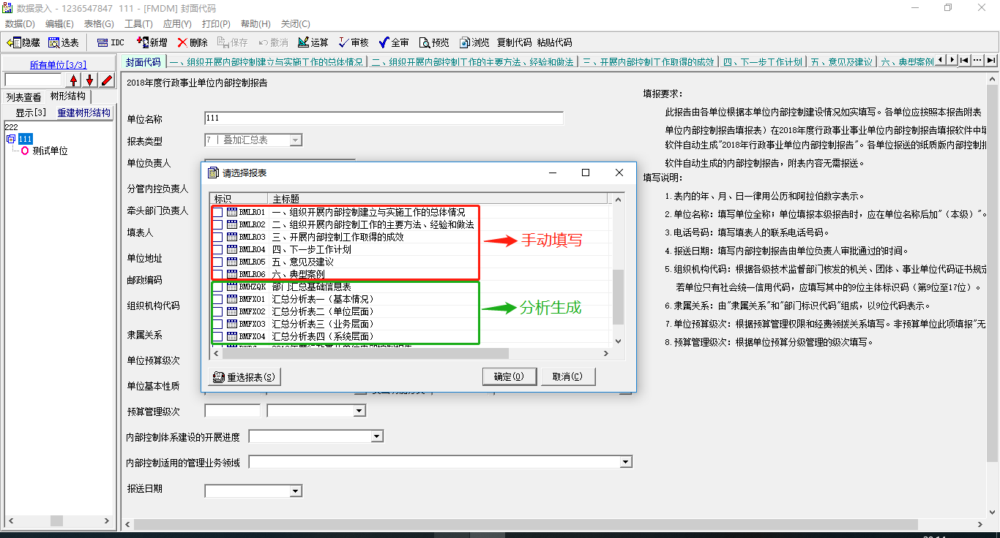 数据录入 - 1236547847 111 - [FMDM] 封面代码
数据(D) 编辑(E) 表格(G) 工具(T) 应用(Y) 打印(P) 帮助(H) 关闭(C)
隐藏 选表 IDC 新增 删除 保存 撤消 运算 审核 全审 预览 浏览 复制代码 粘贴代码
所有单位[3/3]
封面代码 一、组织开展内部控制建立与实施工作的总体情况 二、组织开展内部控制工作的主要方法、经验和做法 三、开展内部控制工作取得的成效 四、下一步工作计划 五、意见及建议 六、典型案例
列表查看 树形结构
显示[3] 重建树形结构
222
111
测试单位
2018年度行政事业单位内部控制报告
单位名称 111
报表类型 7 | 叠加汇总表
单位负责人
分管内控负责人
牵头部门负责人
填表人
单位地址
邮政编码
组织机构代码
隶属关系
单位预算级次
单位基本性质
预算管理级次
内部控制体系建设的开展进度
内部控制适用的管理业务领域
报送日期
请选择报表
标识 主标题
BMLR01 一、组织开展内部控制建立与实施工作的总体情况
BMLR02 二、组织开展内部控制工作的主要方法、经验和做法
BMLR03 三、开展内部控制工作取得的成效
BMLR04 四、下一步工作计划
BMLR05 五、意见及建议
BMLR06 六、典型案例
BMHZQK 部门汇总基础信息表
BMFX01 汇总分析表一（基本情况）
BMFX02 汇总分析表二（单位层面）
BMFX03 汇总分析表三（业务层面）
BMFX04 汇总分析表四（系统层面）
手动填写
分析生成
重选报表(S) 确定(O) 取消(C)
填报要求：
此报告由各单位根据本单位内部控制建设情况如实填写。各单位应按照本报告附表
单位内部控制报告填报表）在2018年度行政事业事业单位内部控制报告填报软件中填
软件自动生成"2018年行政事业单位内部控制报告"。各单位报送的纸质版内部控制报
软件自动生成的内部控制报告，附表内容无需报送。
填写说明：
1.表内的年、月、日一律用公历和阿拉伯数字表示。
2.单位名称：填写单位全称；单位填报本级报告时，应在单位名称后加"（本级）"。
3.电话号码：填写填表人的联系电话号码。
4.报送日期：填写内部控制报告由单位负责人审批通过的时间。
5.组织机构代码：根据各级技术监督部门核发的机关、团体、事业单位代码证书规定
若单位只有社会统一信用代码，应填写其中的9位主体标识码（第9位至17位）。
6.隶属关系：由"隶属关系"和"部门标识代码"组成，以9位代码表示。
7.单位预算级次：根据预算管理权限和经费领拨关系填写。非预算单位此项填报"无
8.预算管理级次：根据单位预算分级管理的级次填写。